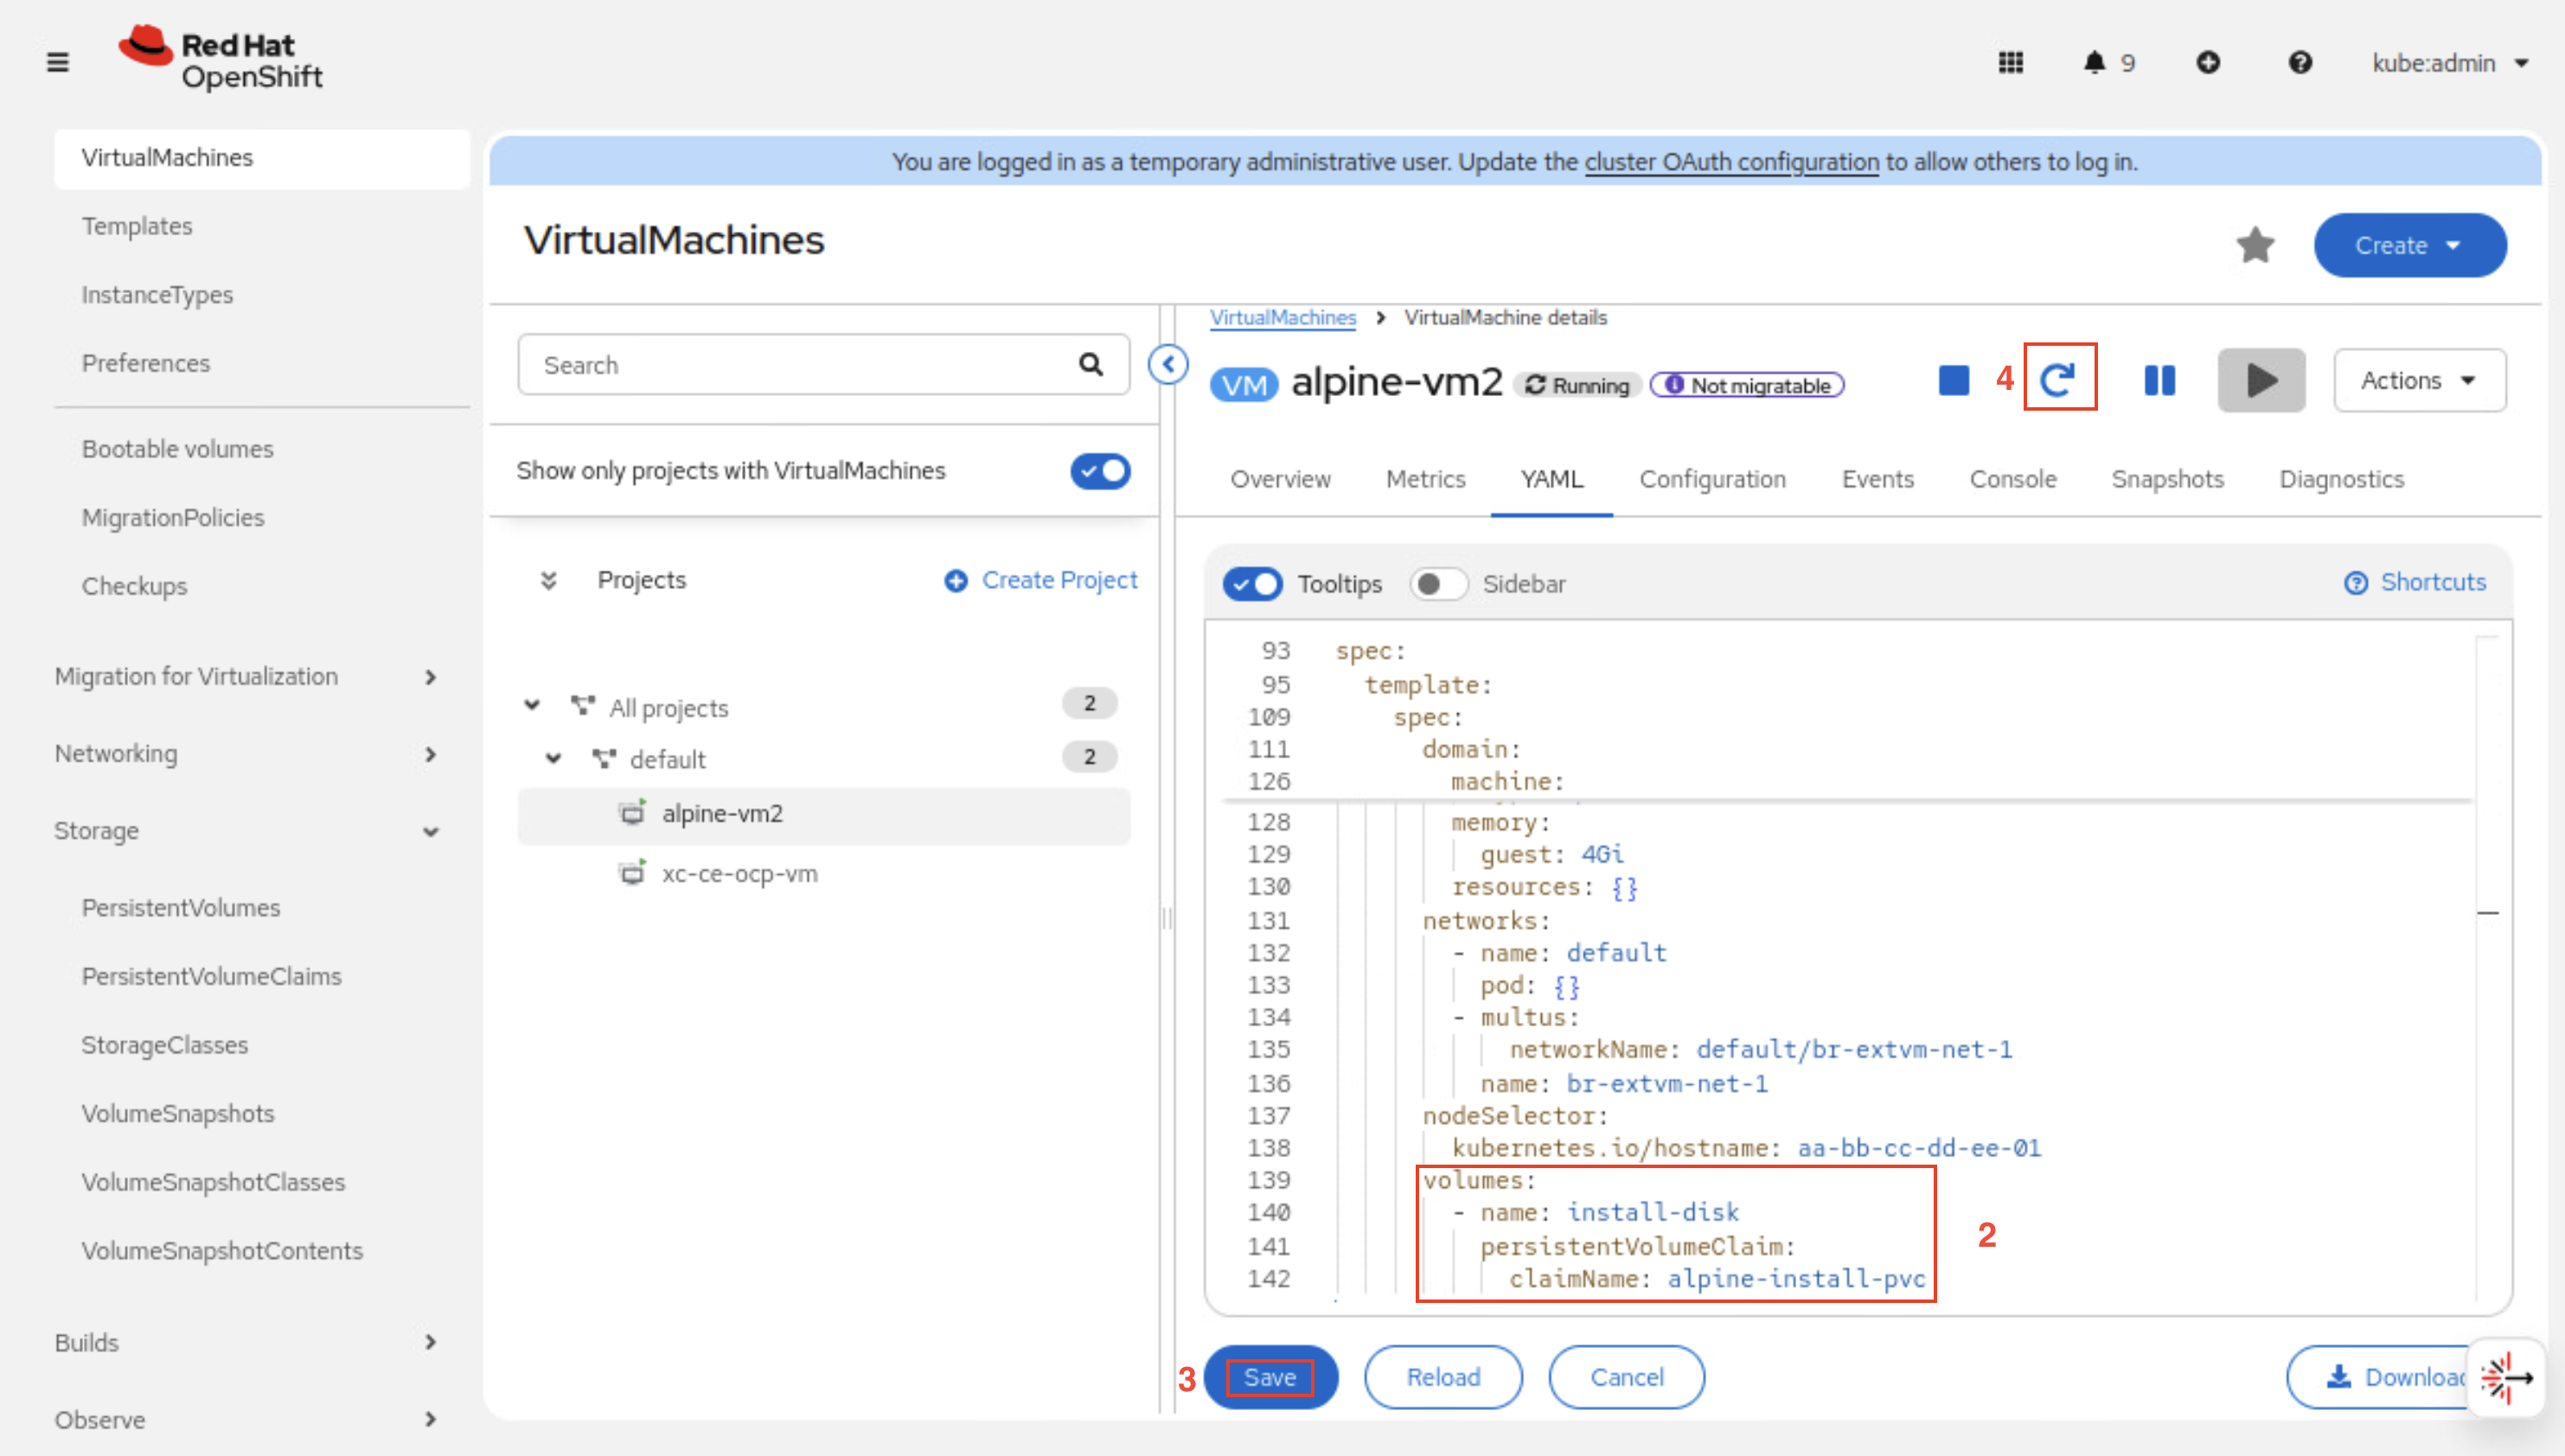 Red Hat
OpenShift
9
kube:admin
VirtualMachines
Templates
InstanceTypes
Preferences
Bootable volumes
MigrationPolicies
Checkups
Migration for Virtualization
Networking
Storage
PersistentVolumes
PersistentVolumeClaims
StorageClasses
VolumeSnapshots
VolumeSnapshotClasses
VolumeSnapshotContents
Builds
Observe
You are logged in as a temporary administrative user. Update the cluster OAuth configuration to allow others to log in.
VirtualMachines
Create
Search
Show only projects with VirtualMachines
Projects
Create Project
All projects 2
default 2
alpine-vm2
xc-ce-ocp-vm
VirtualMachines > VirtualMachine details
VM alpine-vm2 Running Not migratable
4
Actions
Overview Metrics YAML Configuration Events Console Snapshots Diagnostics
Tooltips Sidebar
Shortcuts
93 spec:
95 template:
109 spec:
111 domain:
126 machine:
128 memory:
129 guest: 4Gi
130 resources: {}
131 networks:
132 - name: default
133 pod: {}
134 - multus:
135 networkName: default/br-extvm-net-1
136 name: br-extvm-net-1
137 nodeSelector:
138 kubernetes.io/hostname: aa-bb-cc-dd-ee-01
139 volumes:
140 - name: install-disk
141 persistentVolumeClaim:
142 claimName: alpine-install-pvc
2
3
Save
Reload
Cancel
Download